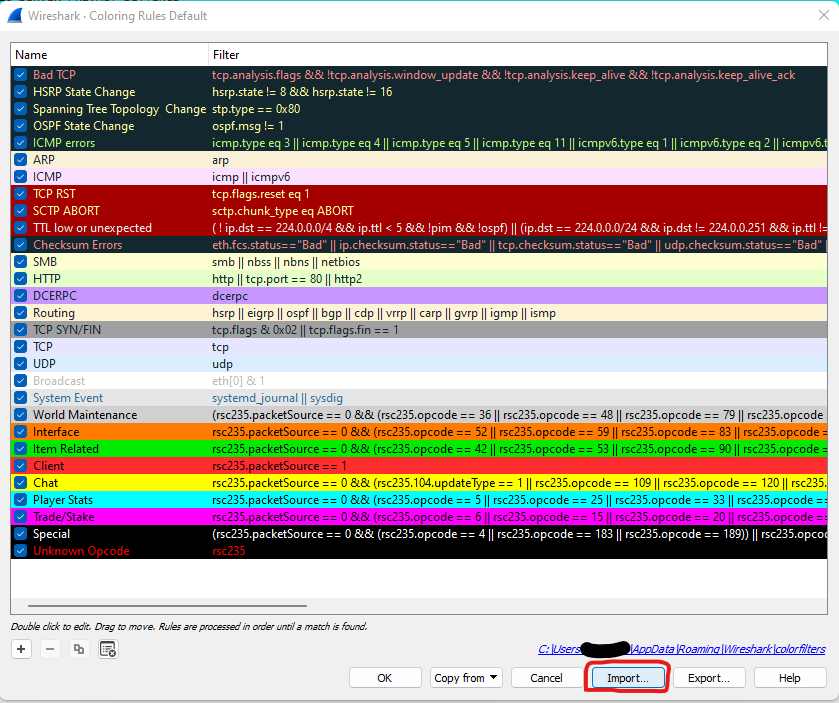 Wireshark · Coloring Rules Default
Name Filter
Bad TCP tcp.analysis.flags && !tcp.analysis.window_update && !tcp.analysis.keep_alive && !tcp.analysis.keep_alive_ack
HSRP State Change hsrp.state != 8 && hsrp.state != 16
Spanning Tree Topology Change stp.type == 0x80
OSPF State Change ospf.msg != 1
ICMP errors icmp.type eq 3 || icmp.type eq 4 || icmp.type eq 5 || icmp.type eq 11 || icmpv6.type eq 1 || icmpv6.type eq 2 || icmpv6.t
ARP arp
ICMP icmp || icmpv6
TCP RST tcp.flags.reset eq 1
SCTP ABORT sctp.chunk_type eq ABORT
TTL low or unexpected ( ! ip.dst == 224.0.0.0/4 && ip.ttl < 5 && !pim && !ospf) || (ip.dst == 224.0.0.0/24 && ip.dst != 224.0.0.251 && ip.ttl !=
Checksum Errors eth.fcs.status=="Bad" || ip.checksum.status=="Bad" || tcp.checksum.status=="Bad" || udp.checksum.status=="Bad" |
SMB smb || nbss || nbns || netbios
HTTP http || tcp.port == 80 || http2
DCERPC dcerpc
Routing hsrp || eigrp || ospf || bgp || cdp || vrrp || carp || gvrp || igmp || ismp
TCP SYN/FIN tcp.flags & 0x02 || tcp.flags.fin == 1
TCP tcp
UDP udp
Broadcast eth[0] & 1
System Event systemd_journal || sysdig
World Maintenance (rsc235.packetSource == 0 && (rsc235.opcode == 36 || rsc235.opcode == 48 || rsc235.opcode == 79 || rsc235.opcode
Interface rsc235.packetSource == 0 && (rsc235.opcode == 52 || rsc235.opcode == 59 || rsc235.opcode == 83 || rsc235.opcode =
Item Related rsc235.packetSource == 0 && (rsc235.opcode == 42 || rsc235.opcode == 53 || rsc235.opcode == 90 || rsc235.opcode =
Client rsc235.packetSource == 1
Chat rsc235.packetSource == 0 && (rsc235.104.updateType == 1 || rsc235.opcode == 109 || rsc235.opcode == 120 || rsc235.
Player Stats rsc235.packetSource == 0 && (rsc235.opcode == 5 || rsc235.opcode == 25 || rsc235.opcode == 33 || rsc235.opcode ==
Trade/Stake rsc235.packetSource == 0 && (rsc235.opcode == 6 || rsc235.opcode == 15 || rsc235.opcode == 20 || rsc235.opcode ==
Special (rsc235.packetSource == 0 && (rsc235.opcode == 4 || rsc235.opcode == 183 || rsc235.opcode == 189)) || rsc235.opcod
Unknown Opcode rsc235
Double click to edit. Drag to move. Rules are processed in order until a match is found.
C:\Users \AppData\Roaming\Wireshark\colorfilters
OK Copy from Cancel Import... Export... Help